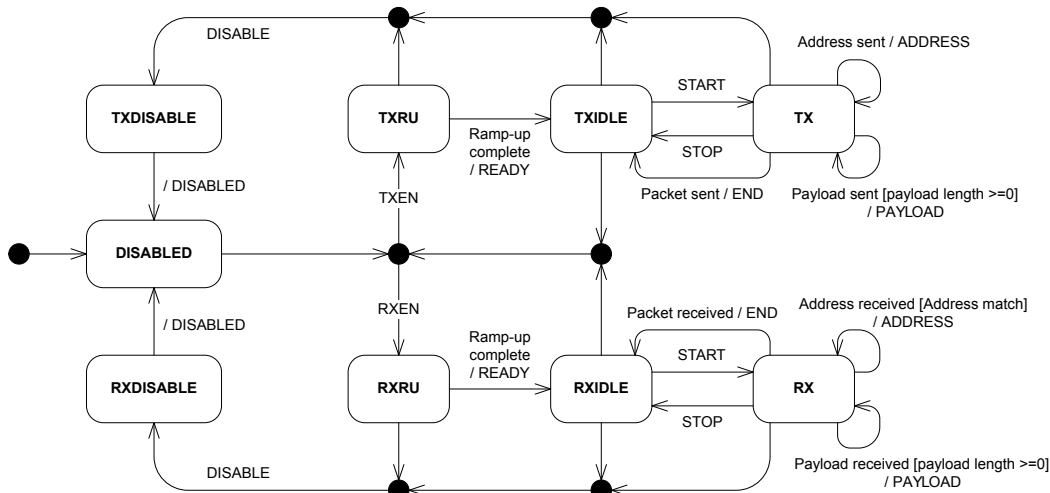 DISABLE
Address sent / ADDRESS
START
TXDISABLE
TXRU
TXIDLE
TX
Ramp-up
complete
/ READY
STOP
/ DISABLED
TXEN
Packet sent / END
Payload sent [payload length >=0]
/ PAYLOAD
DISABLED
RXEN
Packet received / END
Address received [Address match]
/ ADDRESS
/ DISABLED
Ramp-up
complete
/ READY
START
RXDISABLE
RXRU
RXIDLE
RX
STOP
DISABLE
Payload received [payload length >=0]
/ PAYLOAD